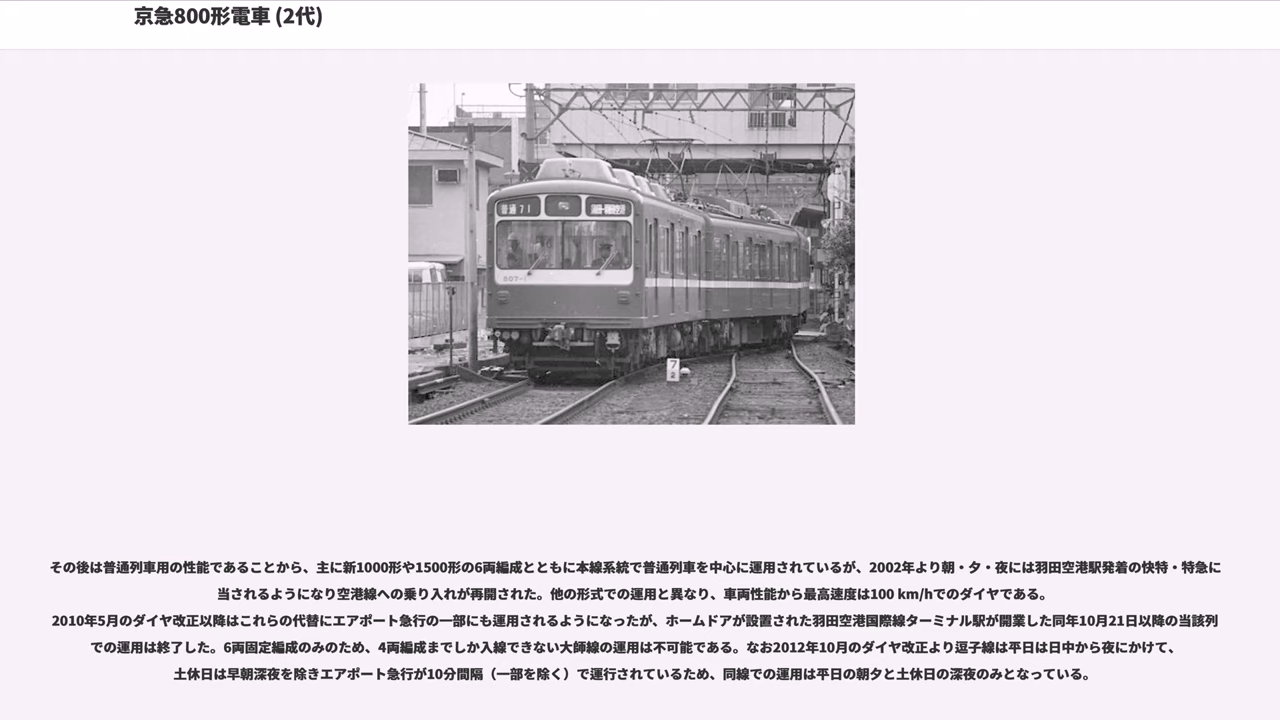 京急800形電車 (2代)
普通71
807-1
7
2
その後は普通列車用の性能であることから、主に新1000形や1500形の6両編成とともに本線系統で普通列車を中心に運用されているが、2002年より朝・夕・夜には羽田空港駅発着の快特・特急に
当されるようになり空港線への乗り入れが再開された。他の形式での運用と異なり、車両性能から最高速度は100 km/hでのダイヤである。
2010年5月のダイヤ改正以降はこれらの代替にエアポート急行の一部にも運用されるようになったが、ホームドアが設置された羽田空港国際線ターミナル駅が開業した同年10月21日以降の当該列
での運用は終了した。6両固定編成のみのため、4両編成までしか入線できない大師線の運用は不可能である。なお2012年10月のダイヤ改正より逗子線は平日は日中から夜にかけて、
土休日は早朝深夜を除きエアポート急行が10分間隔（一部を除く）で運行されているため、同線での運用は平日の朝夕と土休日の深夜のみとなっている。